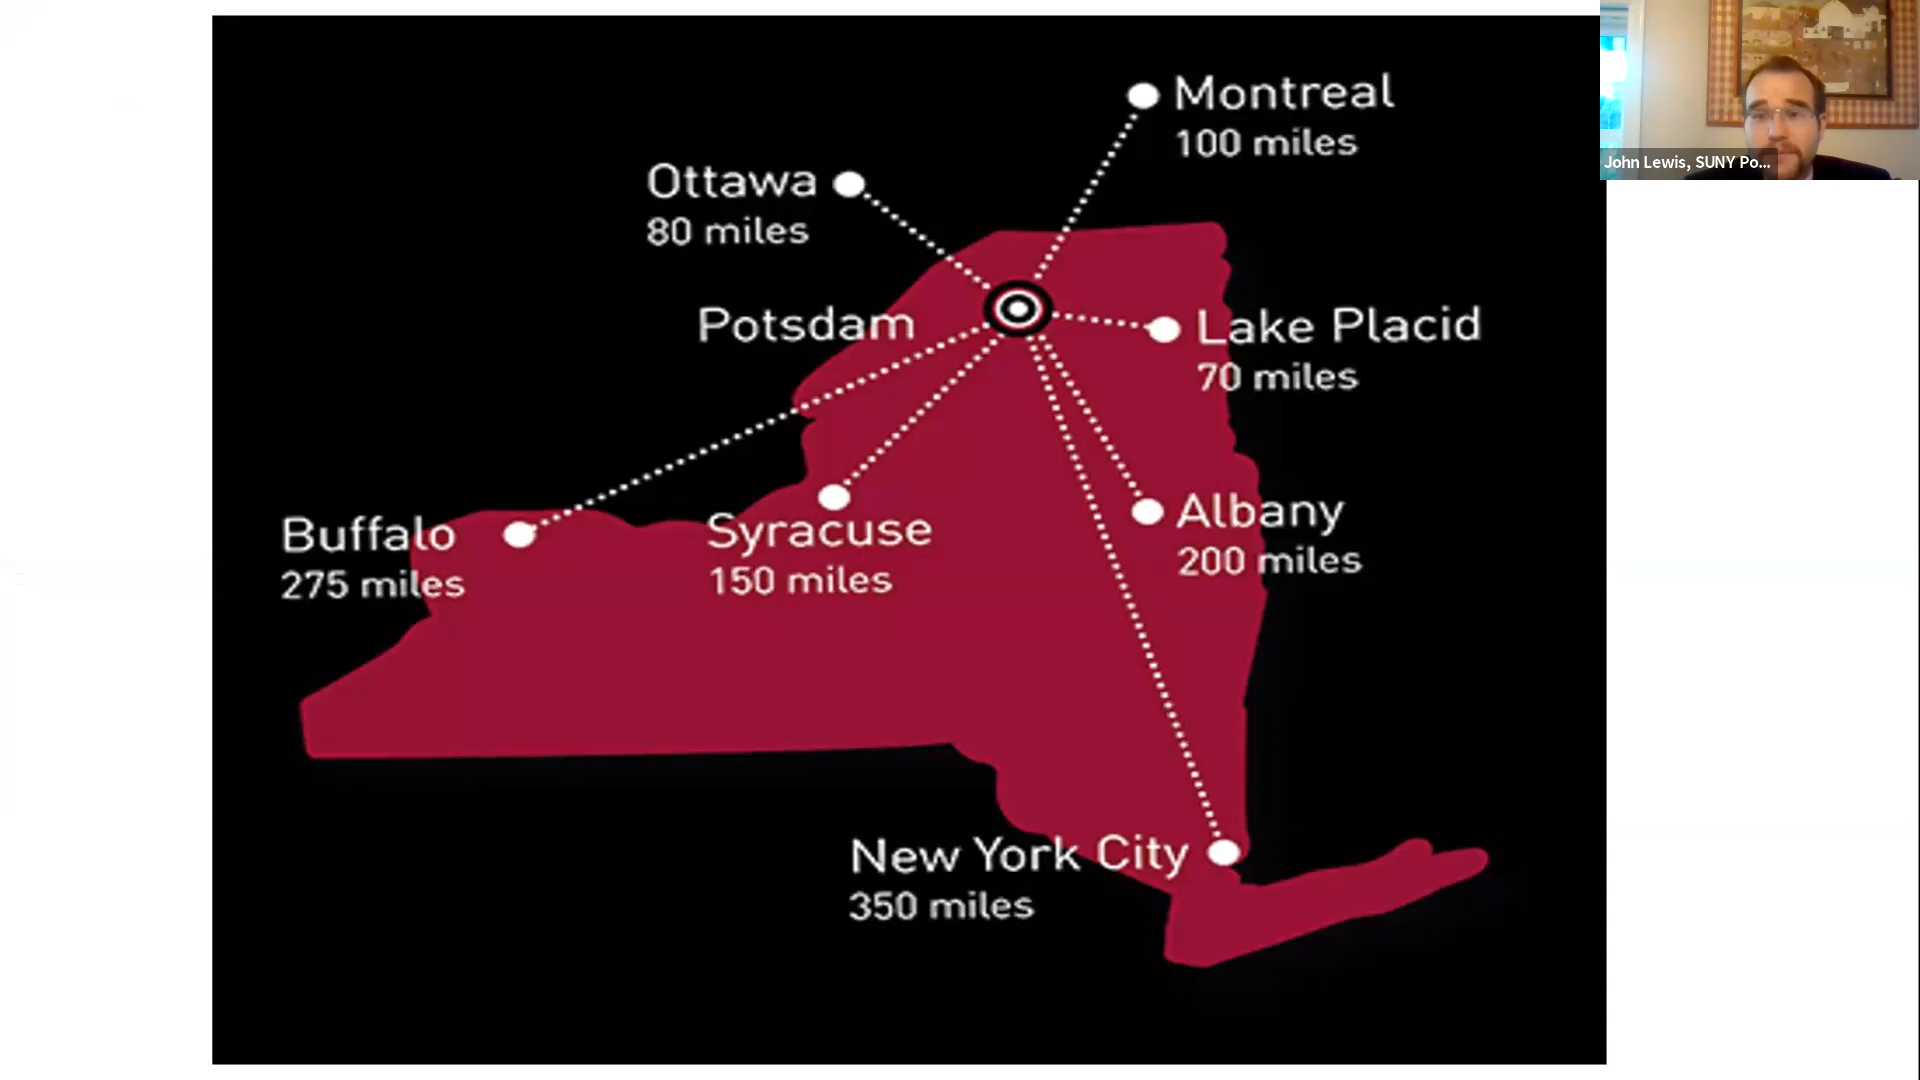 Montreal
100 miles
Ottawa
80 miles
Potsdam
Lake Placid
70 miles
Buffalo
275 miles
Syracuse
150 miles
Albany
200 miles
New York City
350 miles
John Lewis, SUNY Po...